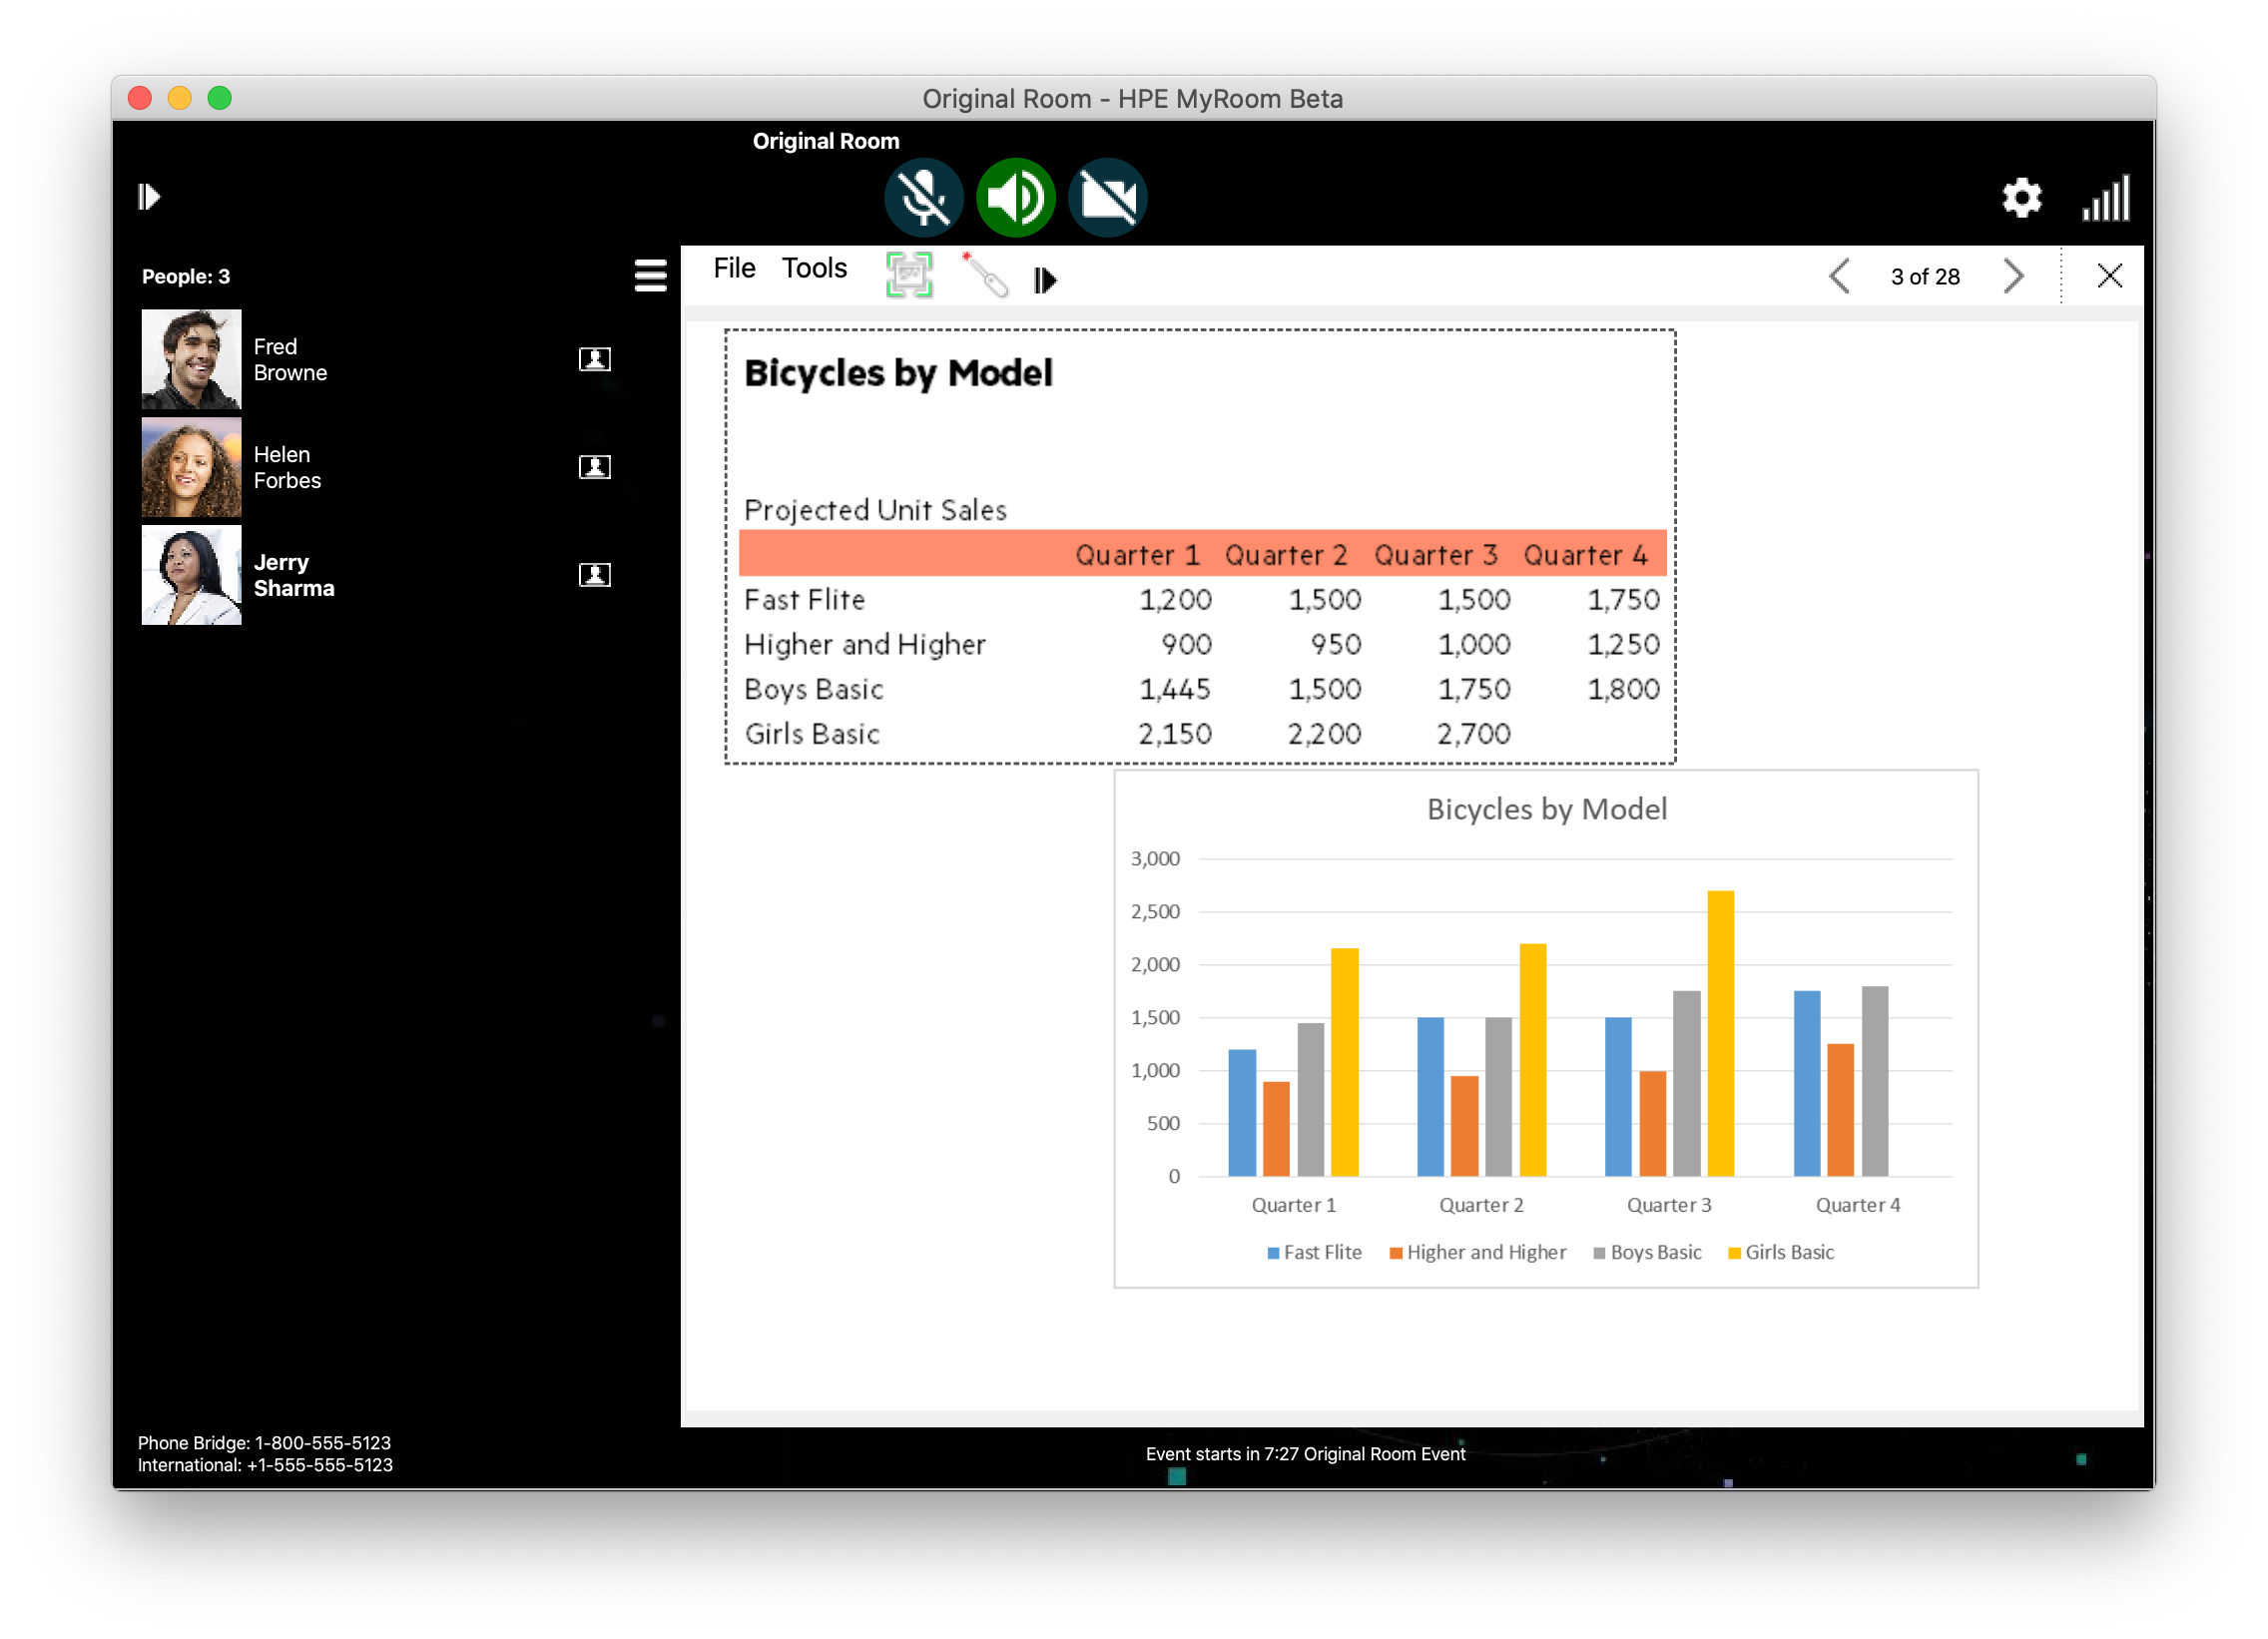 Original Room - HPE MyRoom Beta
Original Room
People: 3
Fred
Browne
Helen
Forbes
Jerry
Sharma
File Tools
3 of 28
Bicycles by Model
Projected Unit Sales
Quarter 1 Quarter 2 Quarter 3 Quarter 4
Fast Flite 1,200 1,500 1,500 1,750
Higher and Higher 900 950 1,000 1,250
Boys Basic 1,445 1,500 1,750 1,800
Girls Basic 2,150 2,200 2,700
Bicycles by Model
3,000
2,500
2,000
1,500
1,000
500
0
Quarter 1 Quarter 2 Quarter 3 Quarter 4
Fast Flite Higher and Higher Boys Basic Girls Basic
Phone Bridge: 1-800-555-5123
International: +1-555-555-5123
Event starts in 7:27 Original Room Event